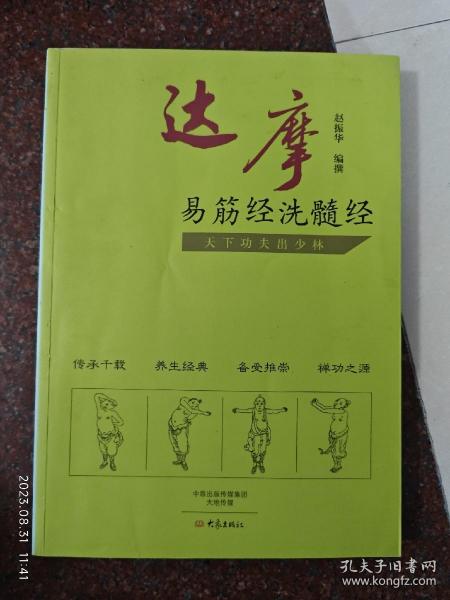 达摩
赵振华 编撰
易筋经洗髓经
天下功夫出少林
传承千载 养生经典 备受推崇 禅功之源
中原出版传媒集团
大地传媒
大象出版社
2023.08.31 11:41
孔夫子旧书网
www.kongfz.com